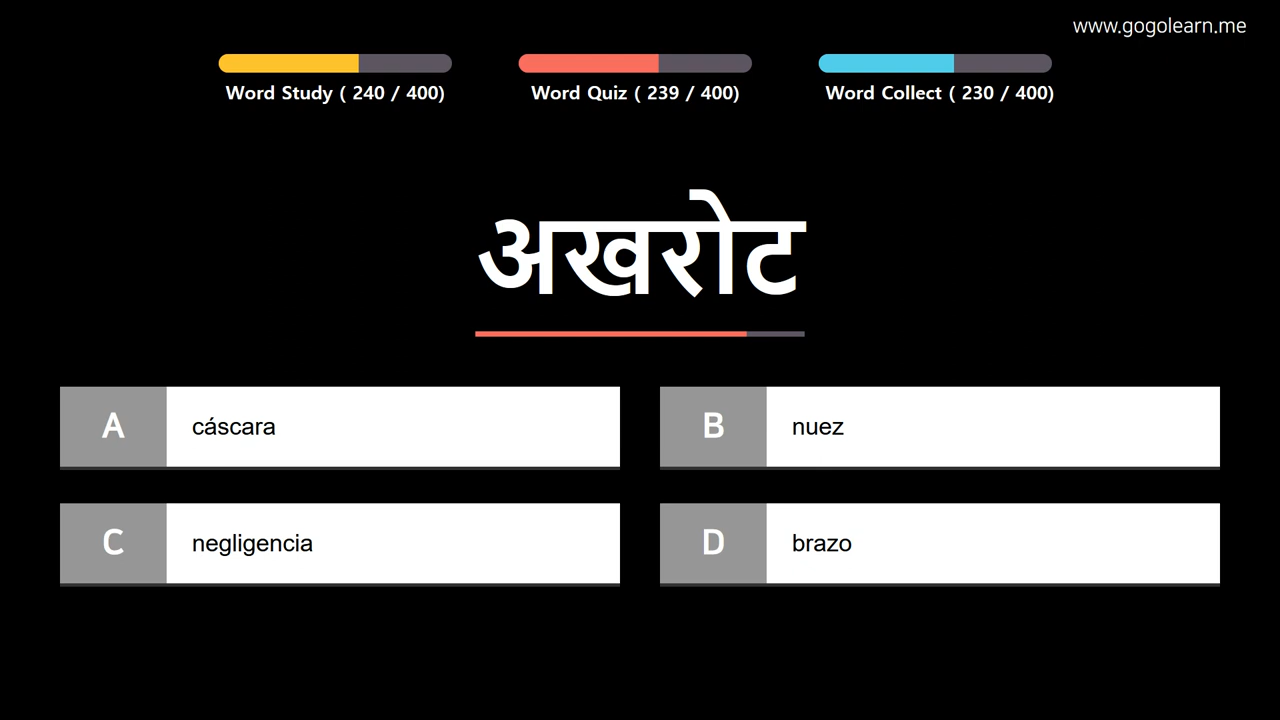 www.gogolearn.me
Word Study ( 240 / 400)
Word Quiz ( 239 / 400)
Word Collect ( 230 / 400)
अखरोट
A cáscara
B nuez
C negligencia
D brazo